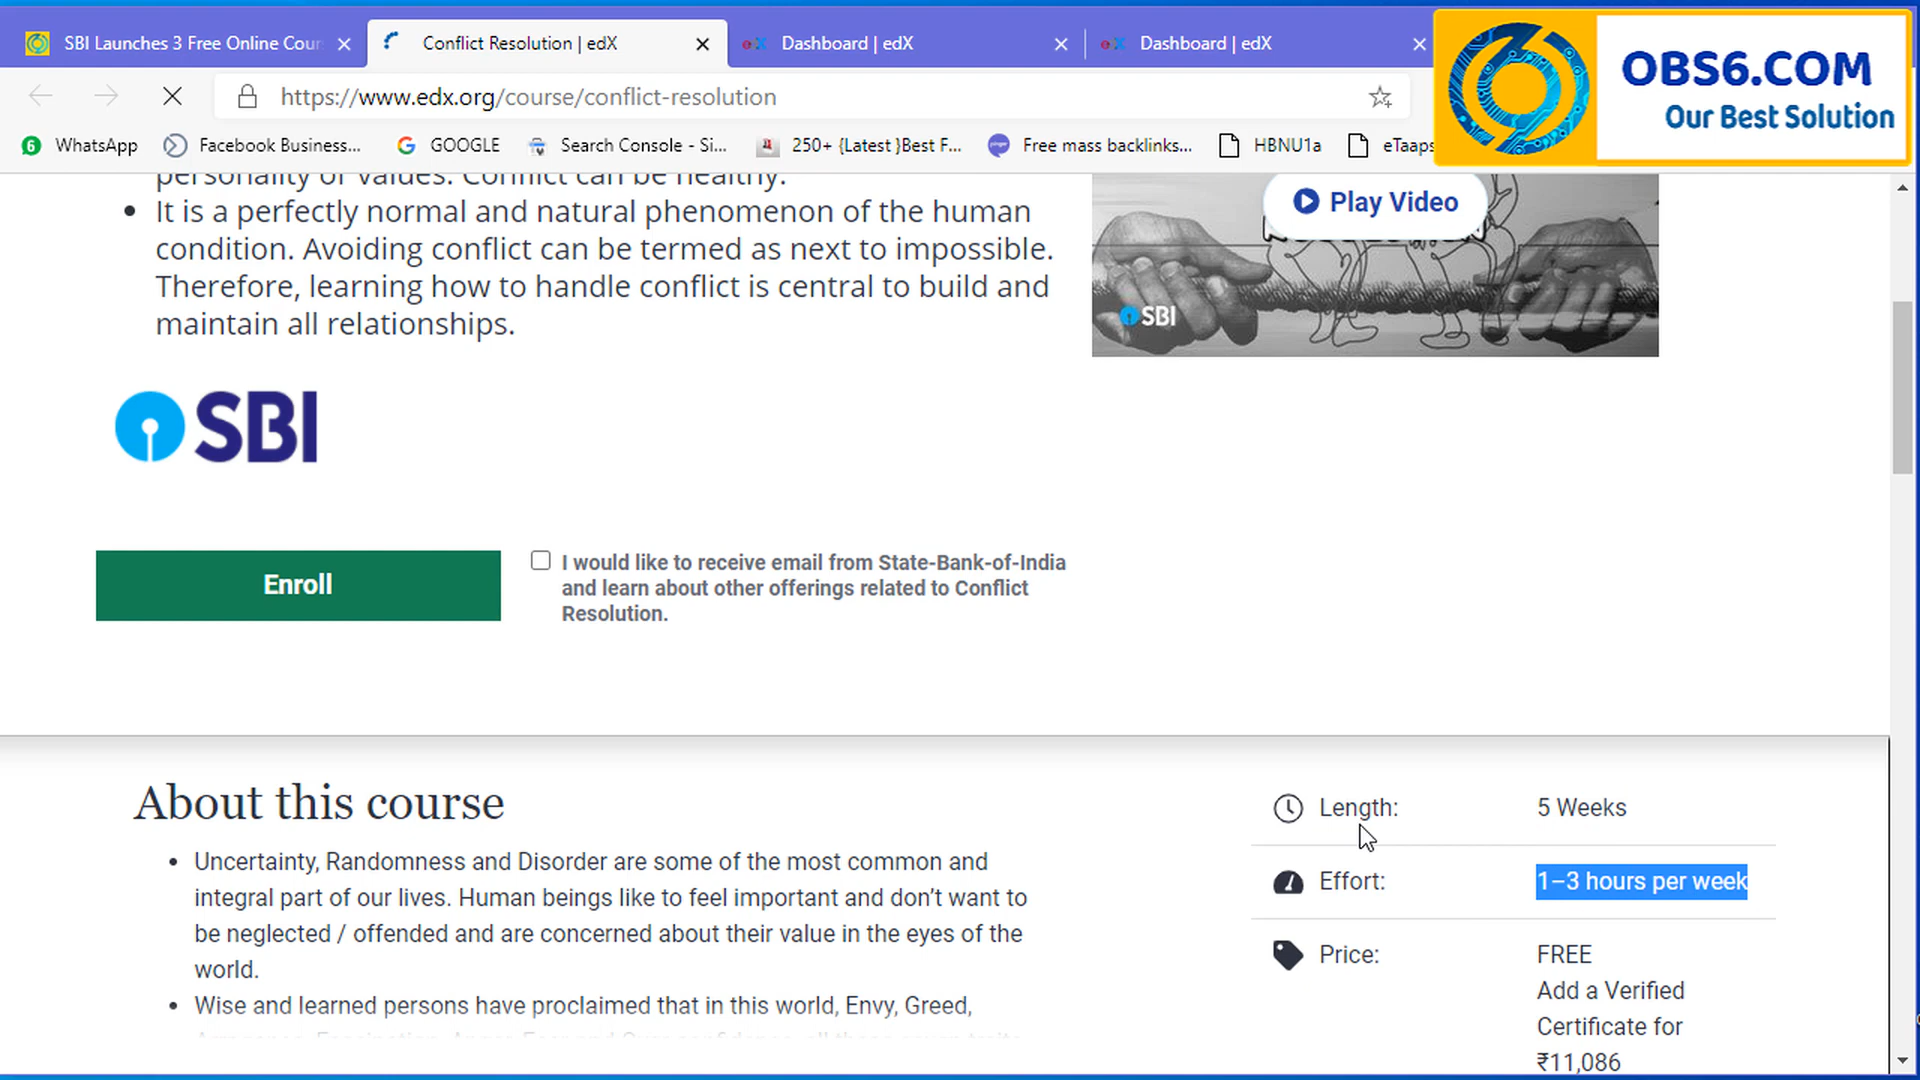 SBI Launches 3 Free Online Cour
Conflict Resolution | edX
Dashboard | edX
Dashboard | edX
OBS6.COM
Our Best Solution
https://www.edx.org/course/conflict-resolution
6 WhatsApp
Facebook Business...
GOOGLE
Search Console - Si...
250+ {Latest }Best F...
Free mass backlinks...
HBNU1a
eTaaps
personality or values. Conflict can be healthy.
• It is a perfectly normal and natural phenomenon of the human
condition. Avoiding conflict can be termed as next to impossible.
Therefore, learning how to handle conflict is central to build and
maintain all relationships.
Play Video
SBI
SBI
Enroll
I would like to receive email from State-Bank-of-India
and learn about other offerings related to Conflict
Resolution.
About this course
• Uncertainty, Randomness and Disorder are some of the most common and
integral part of our lives. Human beings like to feel important and don't want to
be neglected / offended and are concerned about their value in the eyes of the
world.
• Wise and learned persons have proclaimed that in this world, Envy, Greed,
Length: 5 Weeks
Effort: 1–3 hours per week
Price: FREE
Add a Verified
Certificate for
₹11,086